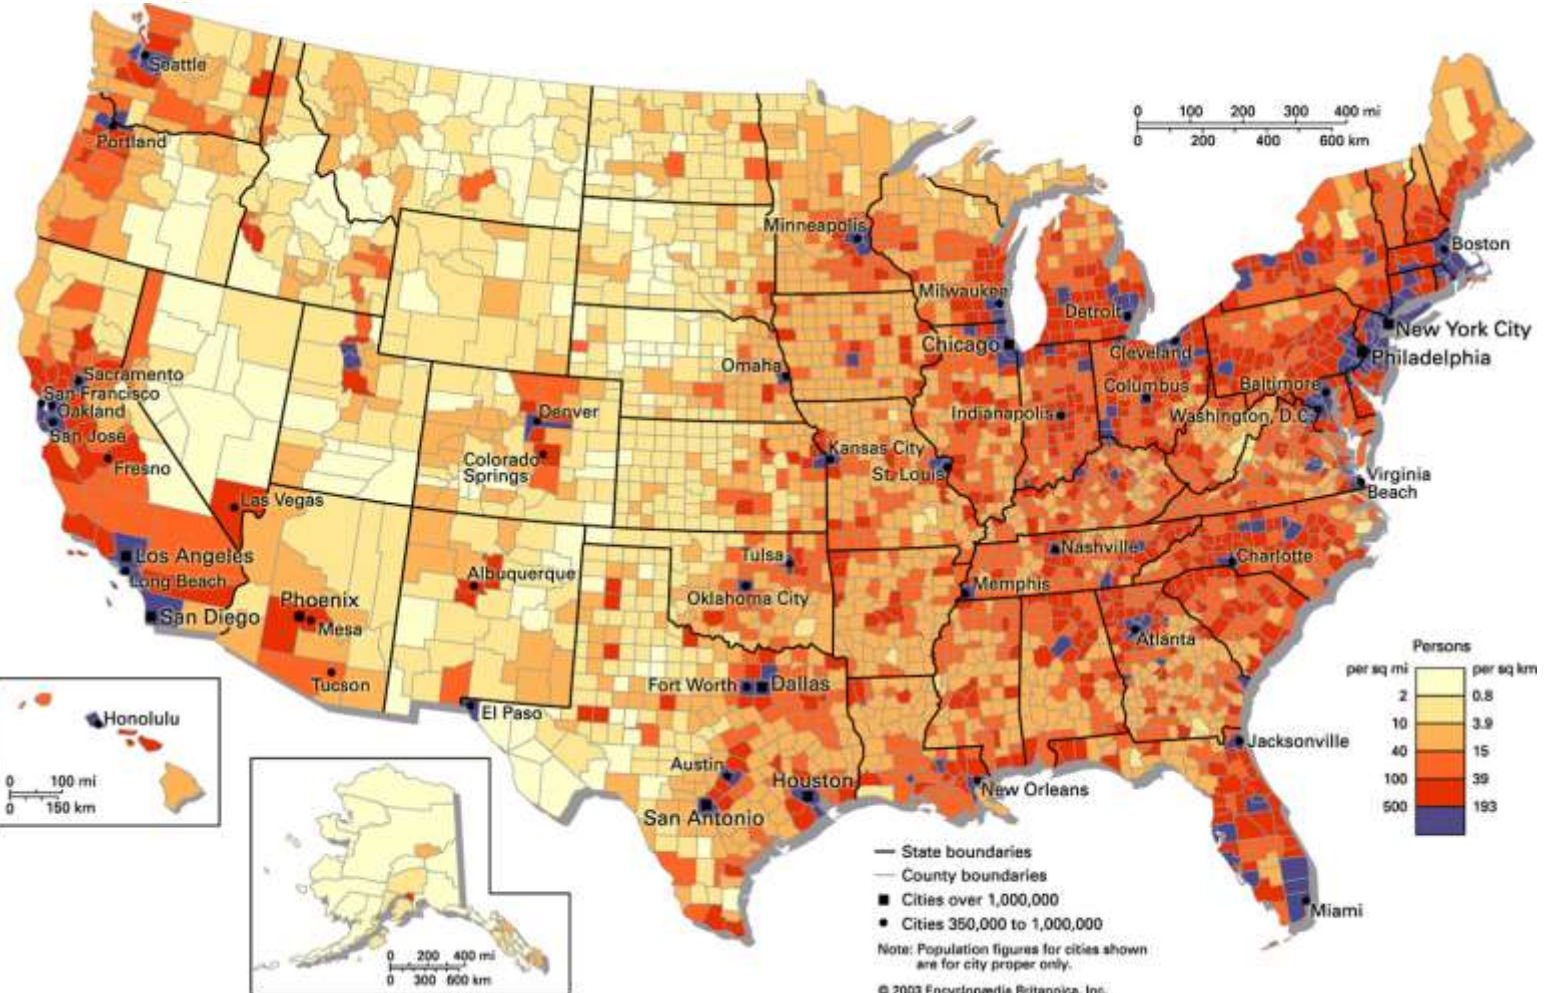 Seattle
Portland
Sacramento
San Francisco
Oakland
San José
Fresno
Las Vegas
Los Angeles
Long Beach
San Diego
Phoenix
Mesa
Tucson
Denver
Colorado
Springs
Albuquerque
El Paso
Minneapolis
Milwaukee
Chicago
Detroit
Cleveland
Columbus
Indianapolis
Omaha
Kansas City
St. Louis
Tulsa
Oklahoma City
Fort Worth
Dallas
Austin
Houston
San Antonio
Nashville
Memphis
New Orleans
Atlanta
Charlotte
Jacksonville
Miami
Virginia
Beach
Washington, D.C.
Baltimore
Philadelphia
New York City
Boston
0 100 200 300 400 mi
0 200 400 600 km
Honolulu
0 100 mi
0 150 km
0 200 400 mi
0 300 600 km
Persons
per sq mi per sq km
2 0.8
10 3.9
40 15
100 39
500 193
State boundaries
County boundaries
Cities over 1,000,000
Cities 350,000 to 1,000,000
Note: Population figures for cities shown
are for city proper only.
© 2003 Encyclopædia Britannica, Inc.